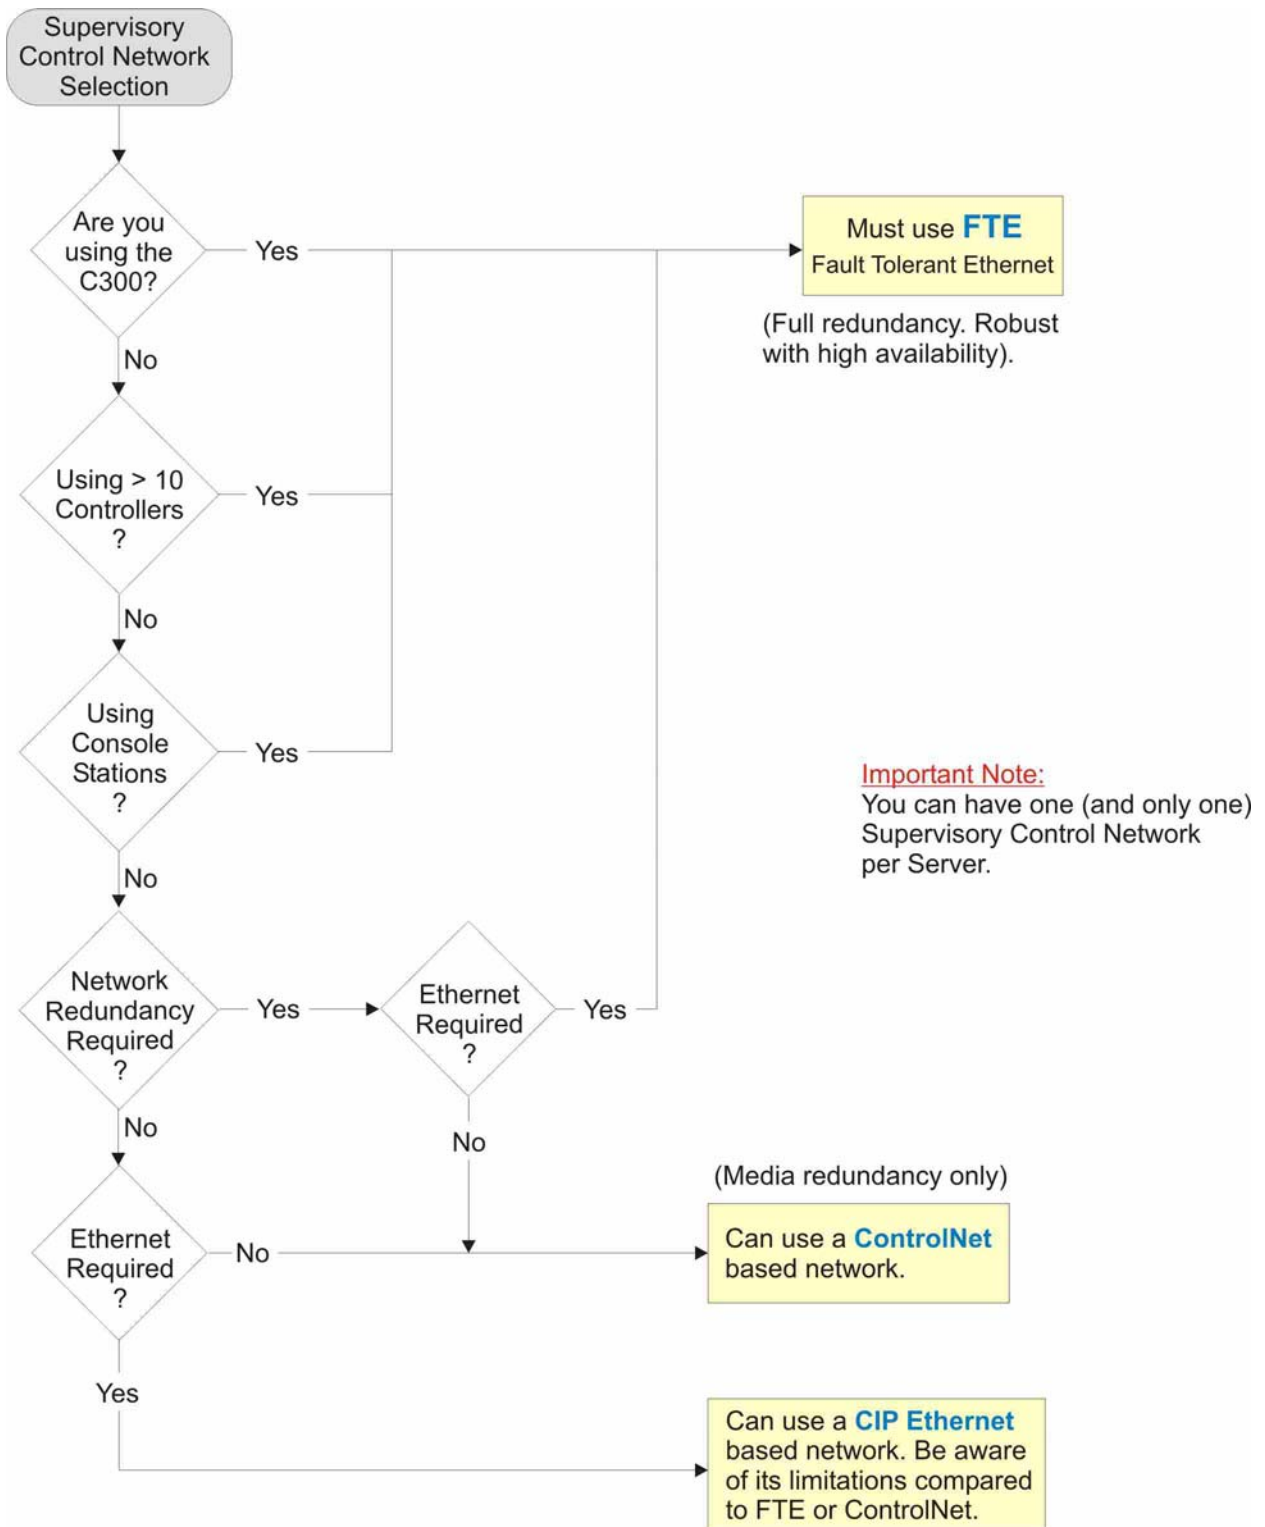 Supervisory
Control Network
Selection
Are you
using the
C300?
Yes
Must use FTE
Fault Tolerant Ethernet
(Full redundancy. Robust
with high availability).
No
Using > 10
Controllers
?
Yes
No
Using
Console
Stations
?
Yes
Important Note:
You can have one (and only one)
Supervisory Control Network
per Server.
No
Network
Redundancy
Required
?
Yes
Ethernet
Required
?
Yes
No
No
(Media redundancy only)
Ethernet
Required
?
No
Can use a ControlNet
based network.
Yes
Can use a CIP Ethernet
based network. Be aware
of its limitations compared
to FTE or ControlNet.